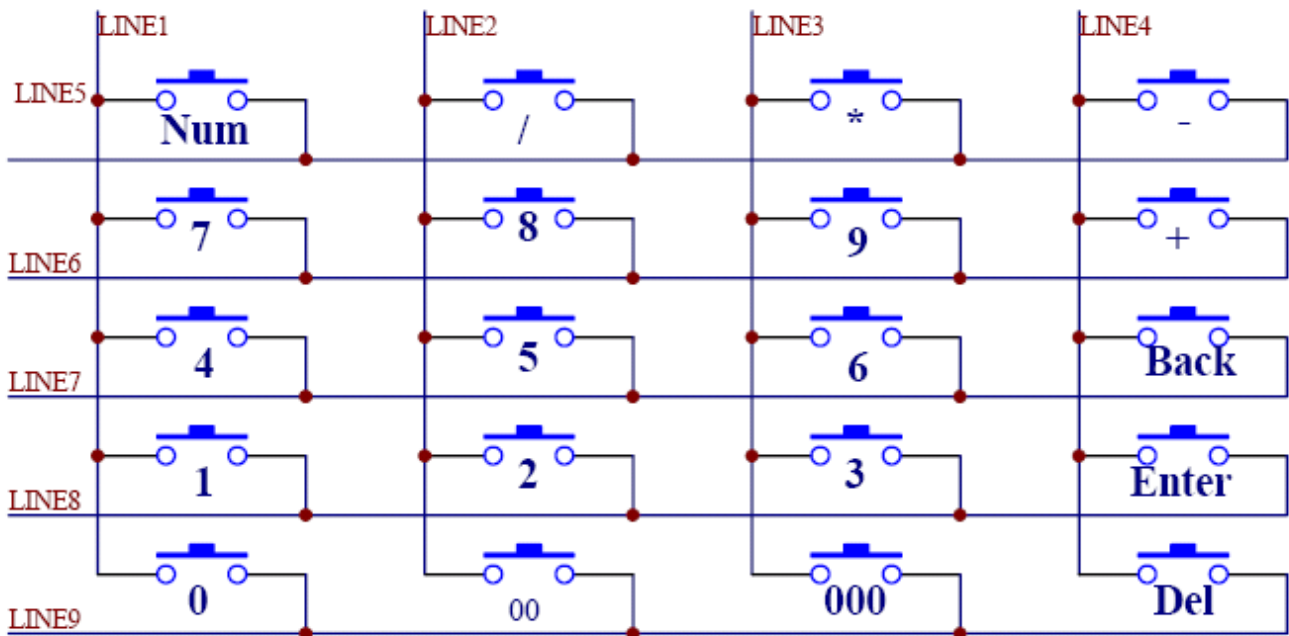 LINE1 LINE2 LINE3 LINE4
LINE5
Num / * -
7 8 9 +
LINE6
4 5 6 Back
LINE7
1 2 3 Enter
LINE8
0 00 000 Del
LINE9